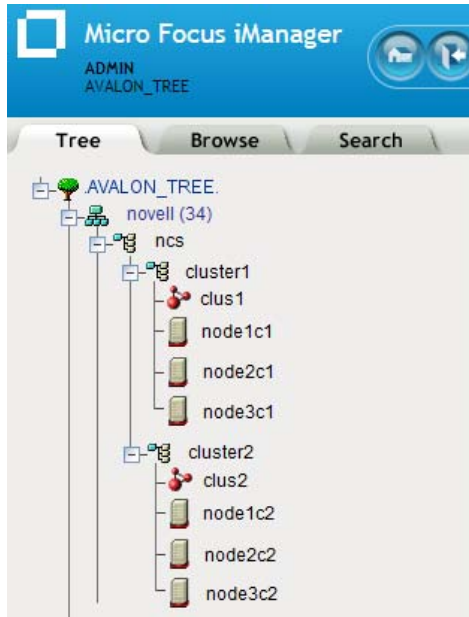 Micro Focus iManager
ADMIN
AVALON_TREE
Tree Browse Search
.AVALON_TREE.
novell (34)
ncs
cluster1
clus1
node1c1
node2c1
node3c1
cluster2
clus2
node1c2
node2c2
node3c2